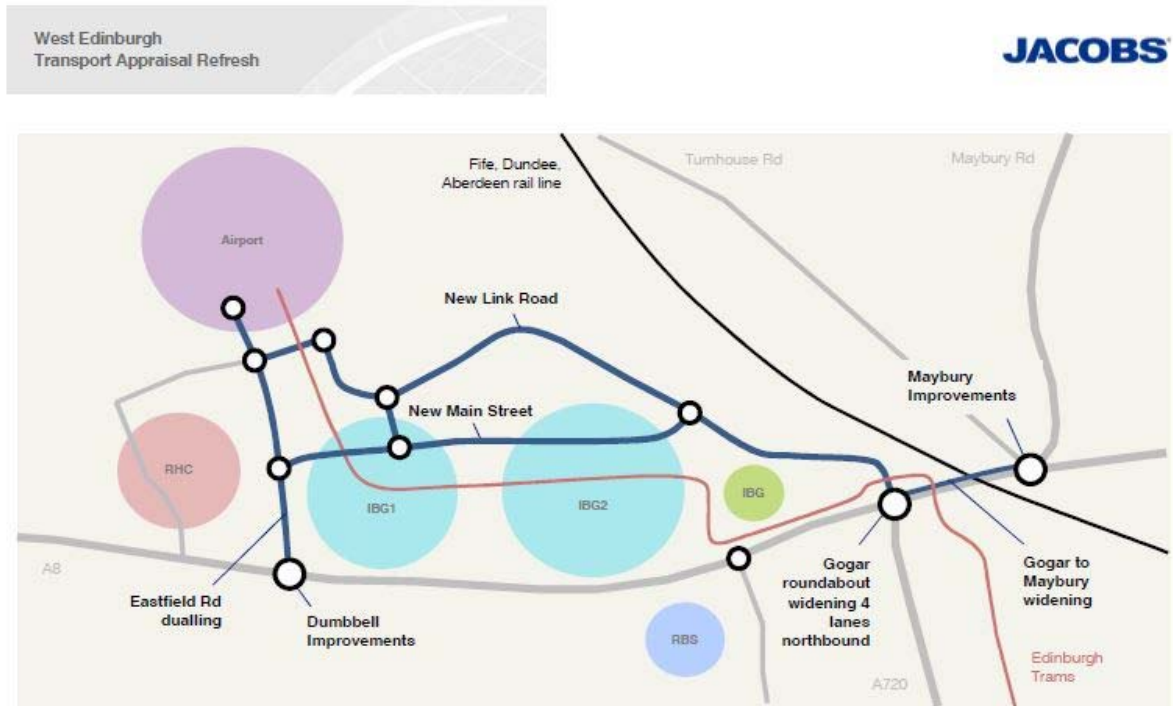 West Edinburgh
Transport Appraisal Refresh
JACOBS
Fife, Dundee,
Aberdeen rail line
Turnhouse Rd
Maybury Rd
Airport
New Link Road
Maybury
Improvements
New Main Street
RHC
IBG1
IBG2
IBG
A8
Eastfield Rd
dualling
Dumbbell
Improvements
RBS
Gogar
roundabout
widening 4
lanes
northbound
Gogar to
Maybury
widening
A720
Edinburgh
Trams